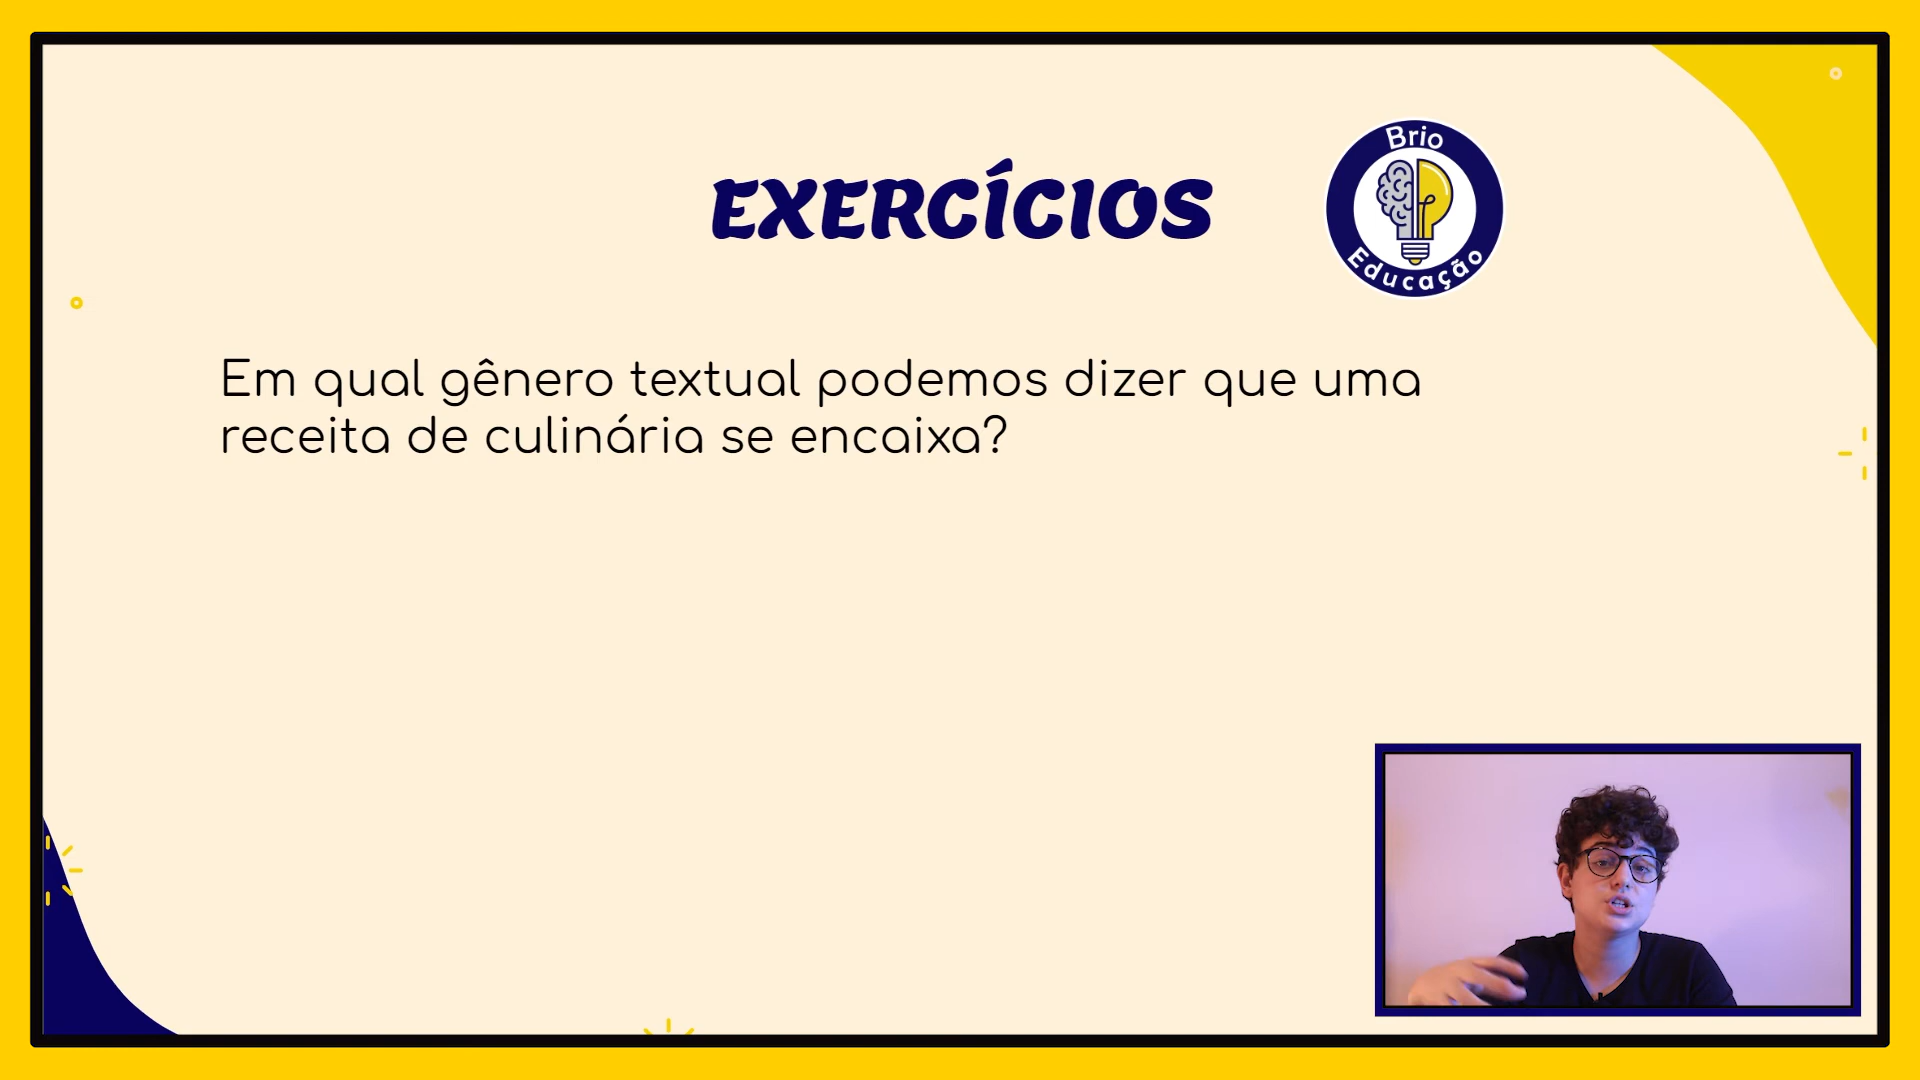 EXERCÍCIOS
Brio
Educação
Em qual gênero textual podemos dizer que uma
receita de culinária se encaixa?